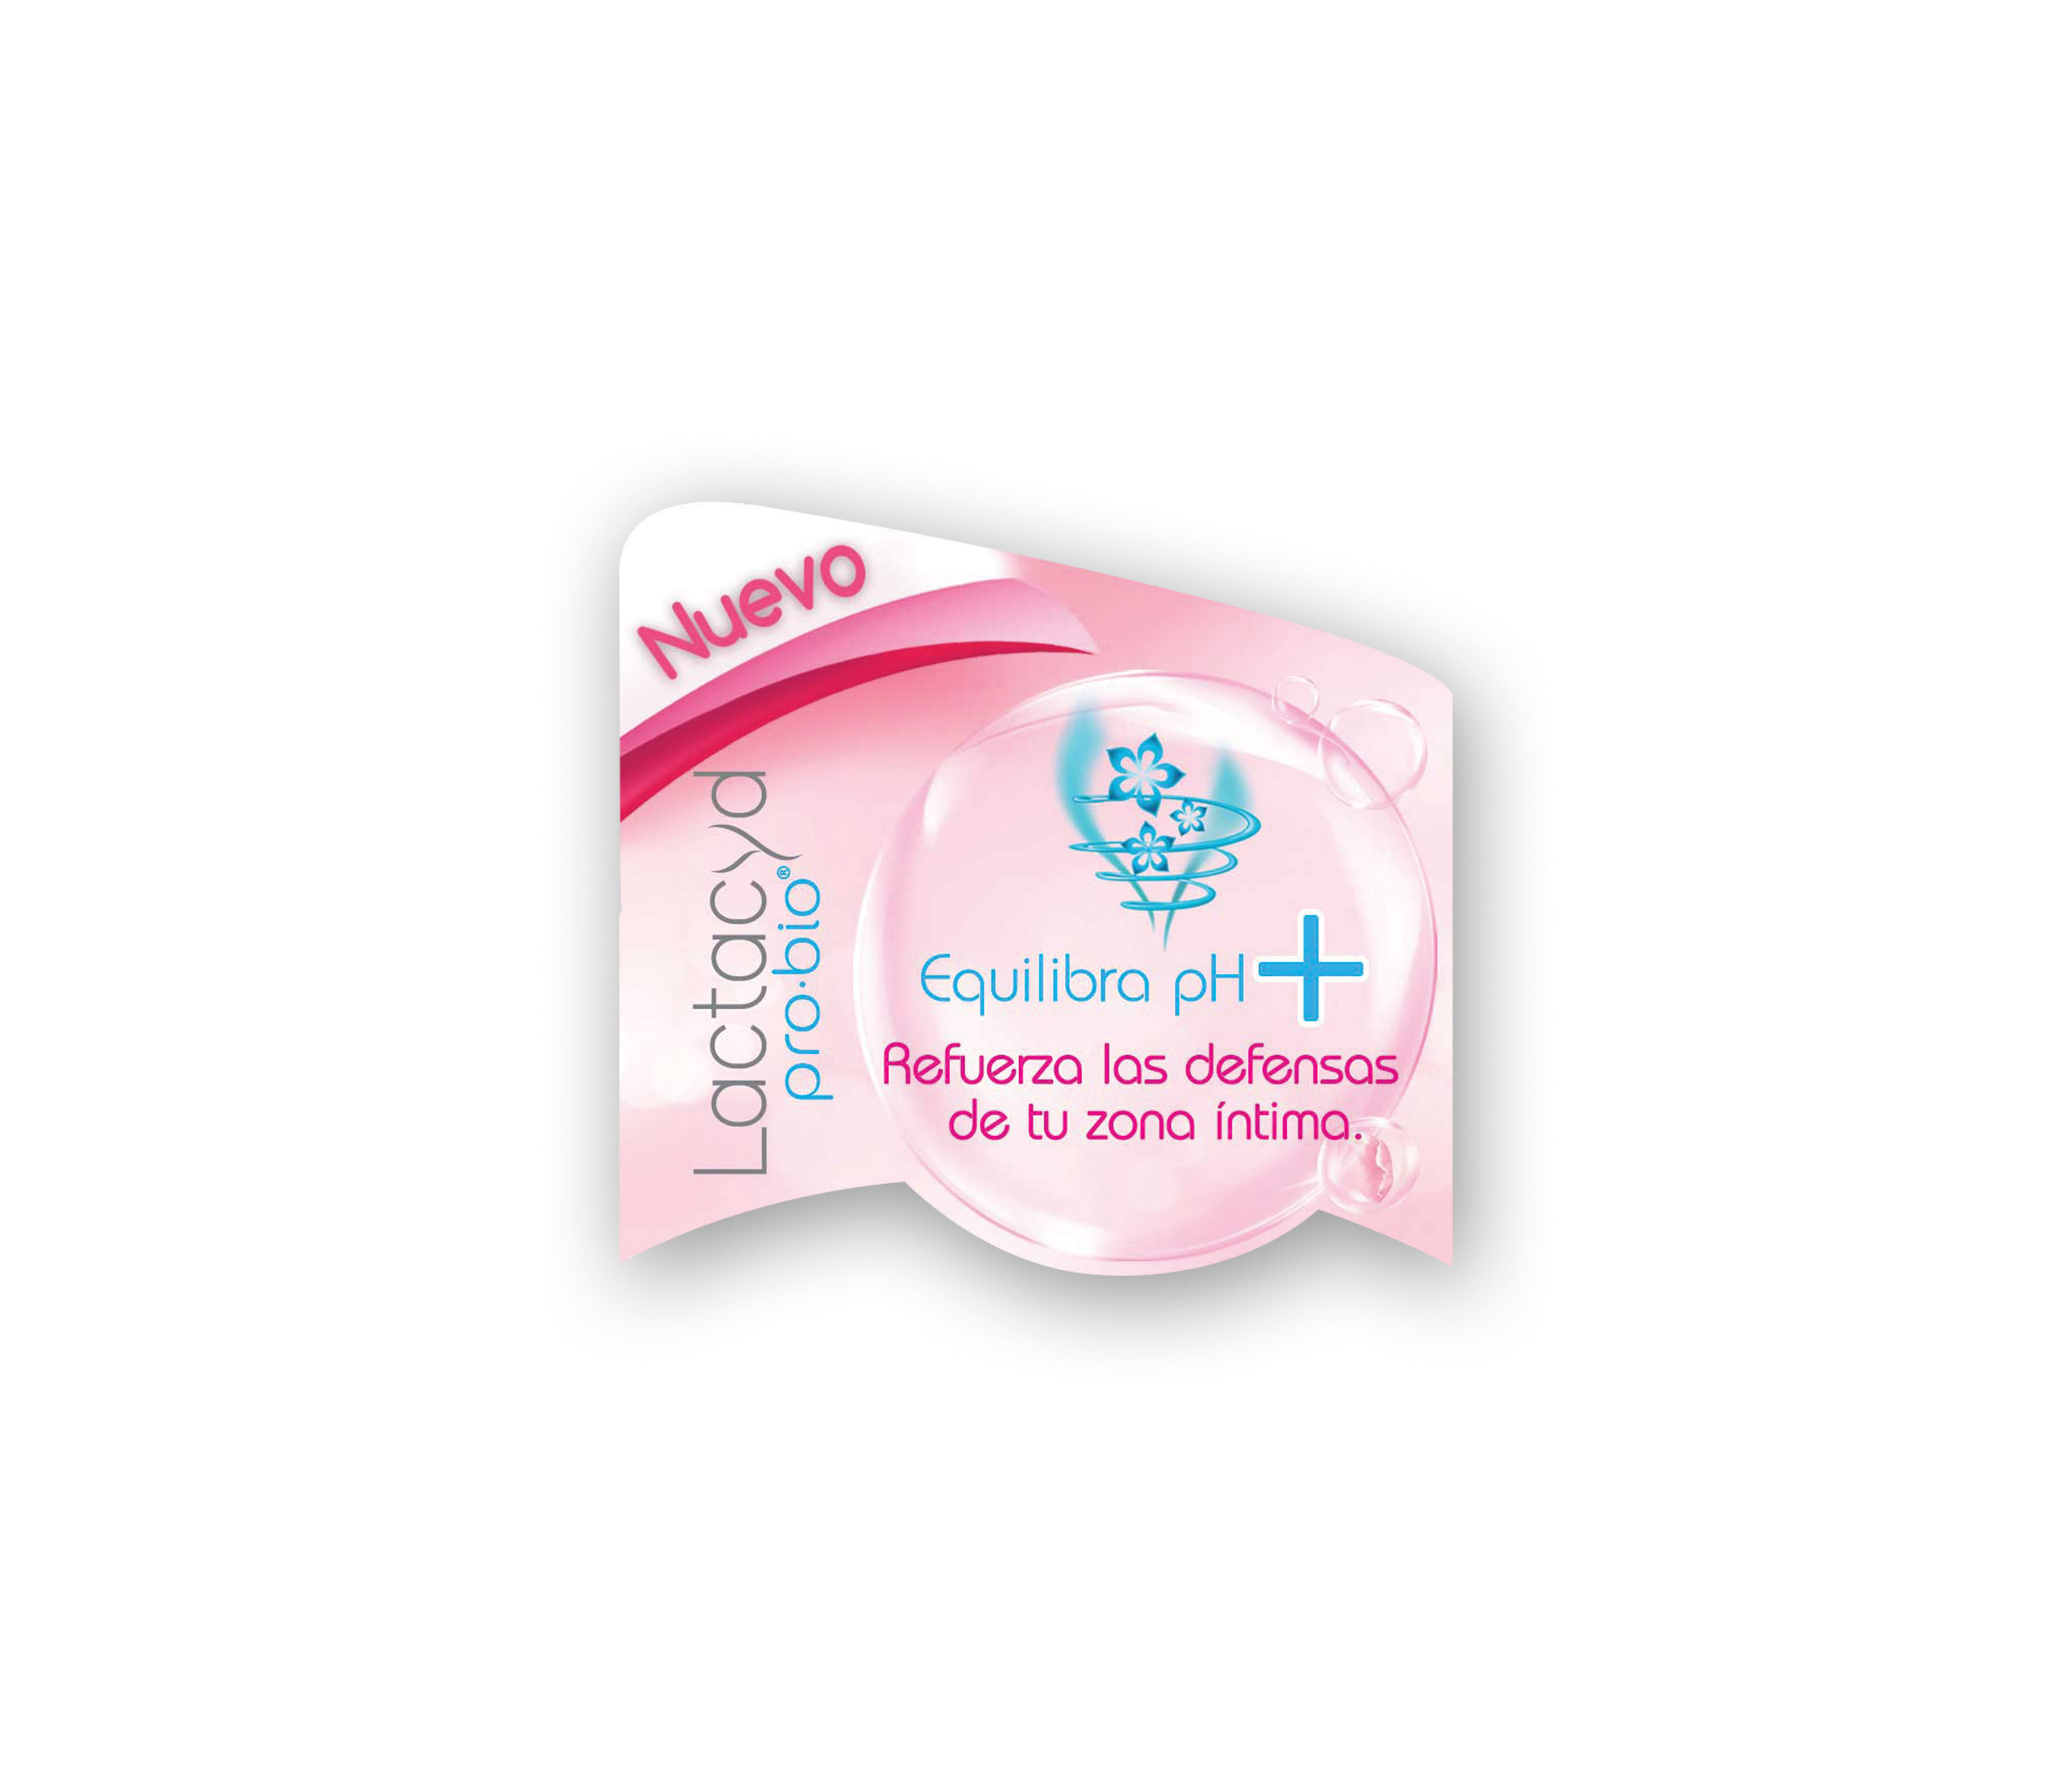 Nuevo
Lactacyd
pro·bio®
Equilibra pH+
Refuerza las defensas
de tu zona íntima.